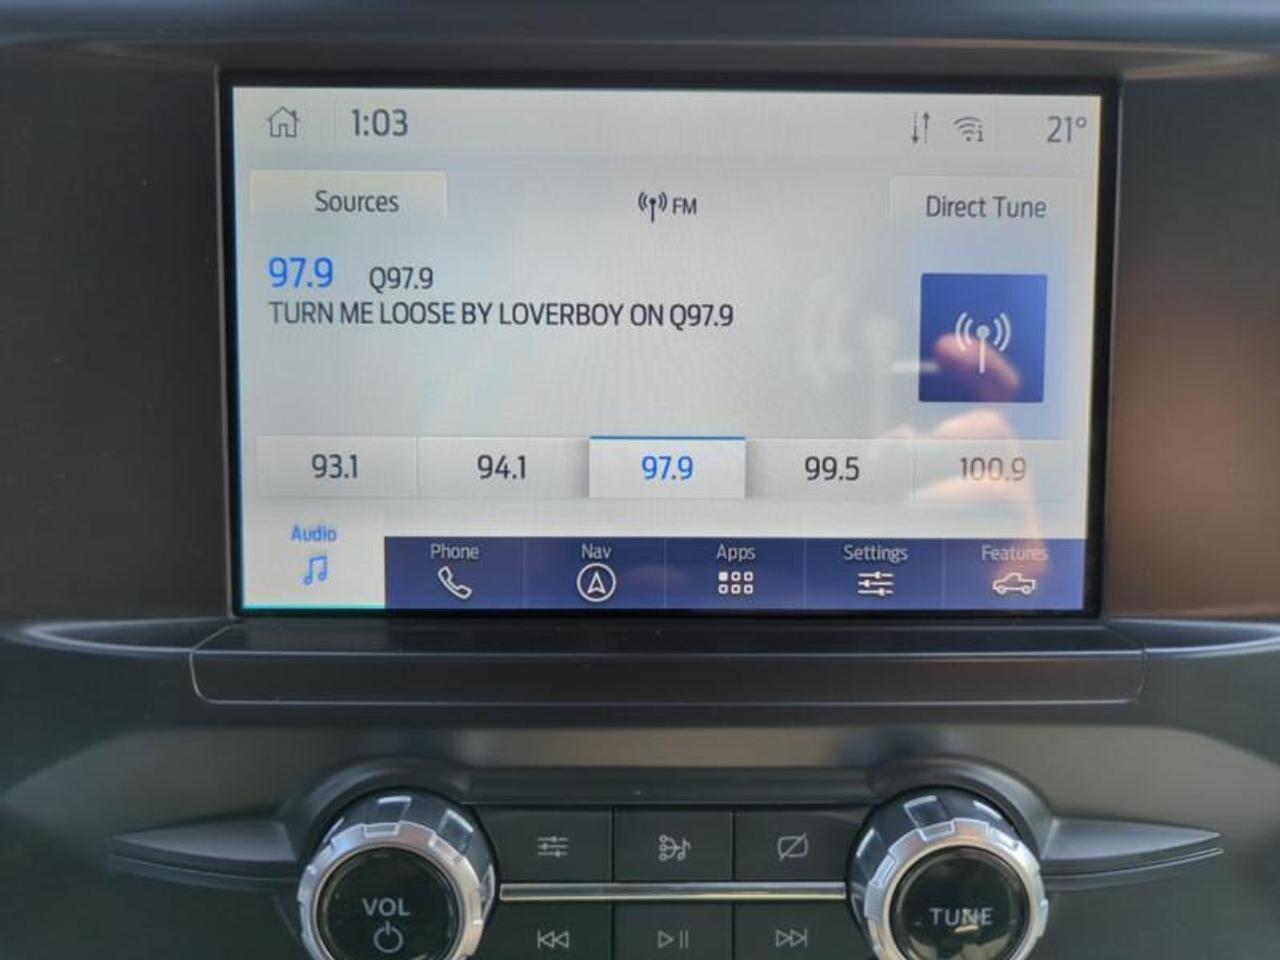 1:03 21°
Sources FM Direct Tune
97.9 Q97.9
TURN ME LOOSE BY LOVERBOY ON Q97.9
93.1 94.1 97.9 99.5 100.9
Audio Phone Nav Apps Settings Features
VOL TUNE